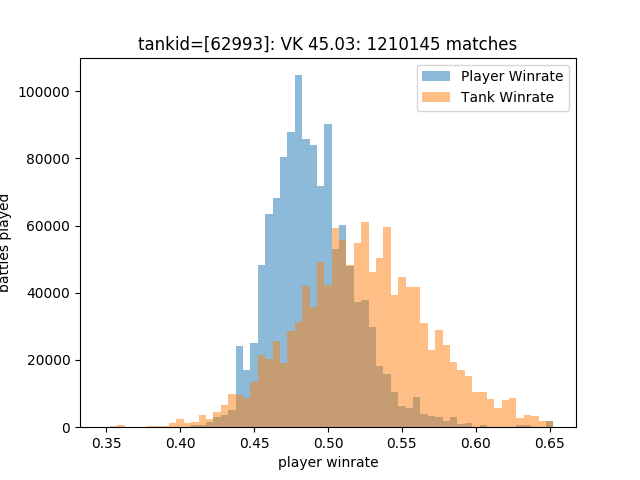 tankid=[62993]: VK 45.03: 1210145 matches
Player Winrate
Tank Winrate
100000
80000
60000
40000
20000
0
battles played
0.35 0.40 0.45 0.50 0.55 0.60 0.65
player winrate